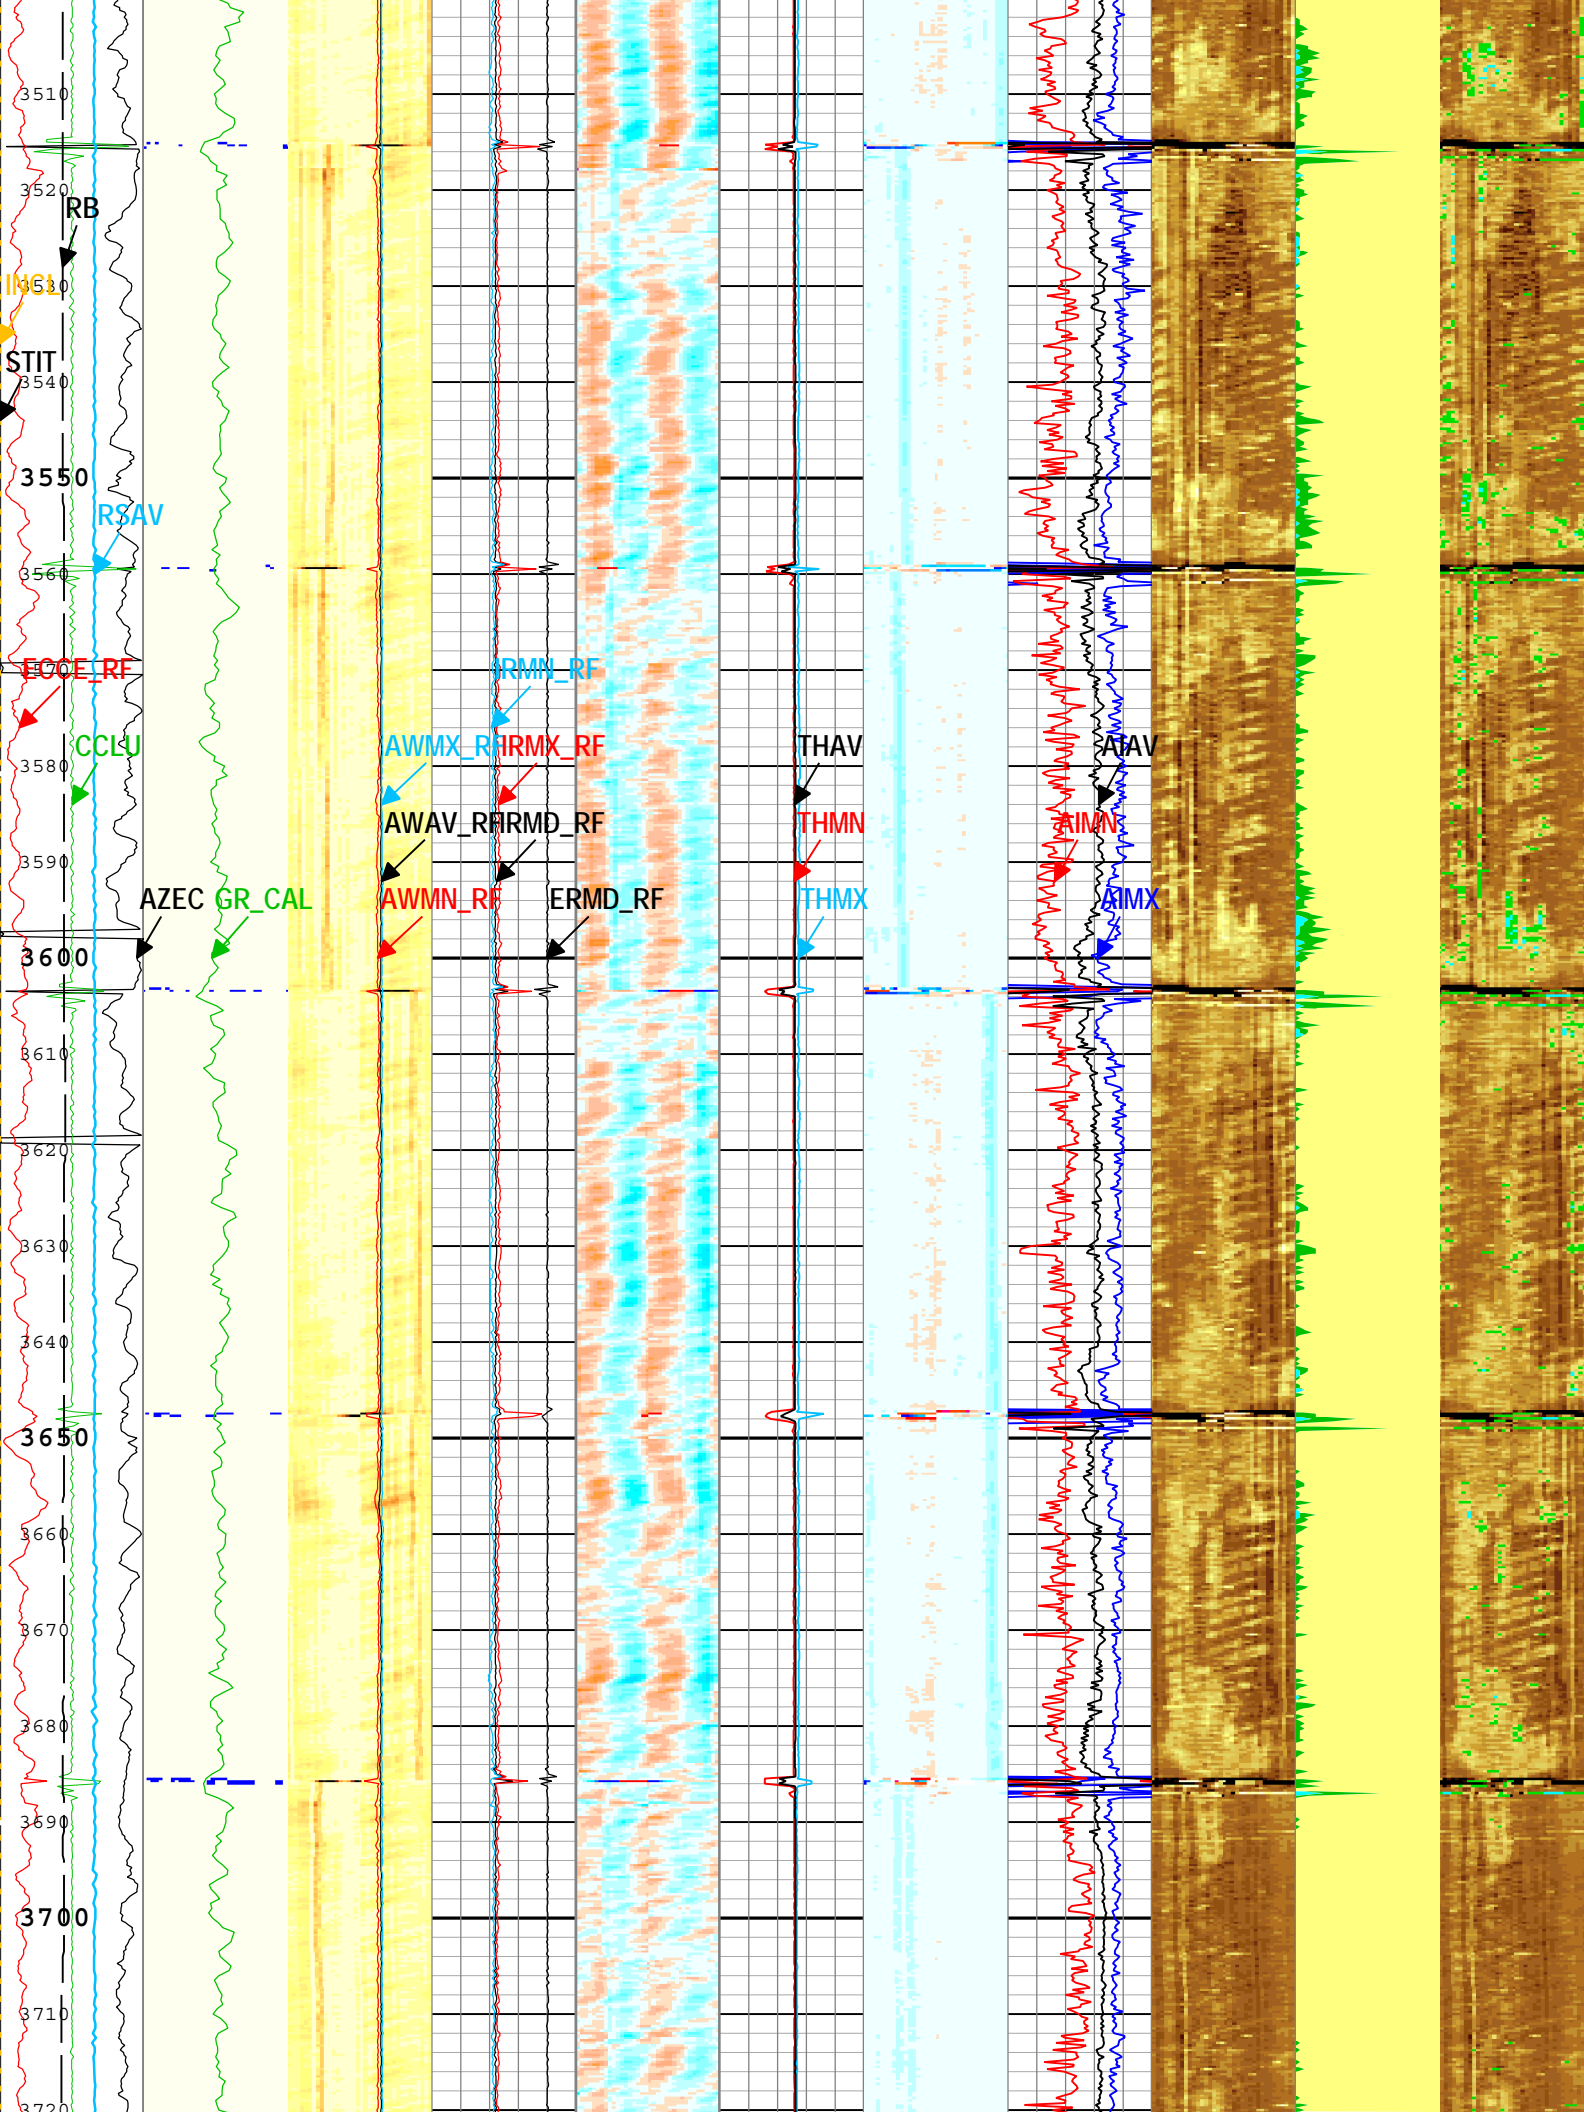 3510
3520
RB
INCL
3530
STIT
3540
3550
RSAV
3560
ECCE_RF
3570
IRMN_RF
CCLU
AWMX_RF
IRMX_RF
THAV
AIAV
3580
AWAV_RF
IRMD_RF
THMN
AIMN
3590
AZEC
GR_CAL
AWMN_RF
ERMD_RF
THMX
AIMX
3600
3610
3620
3630
3640
3650
3660
3670
3680
3690
3700
3710
3720